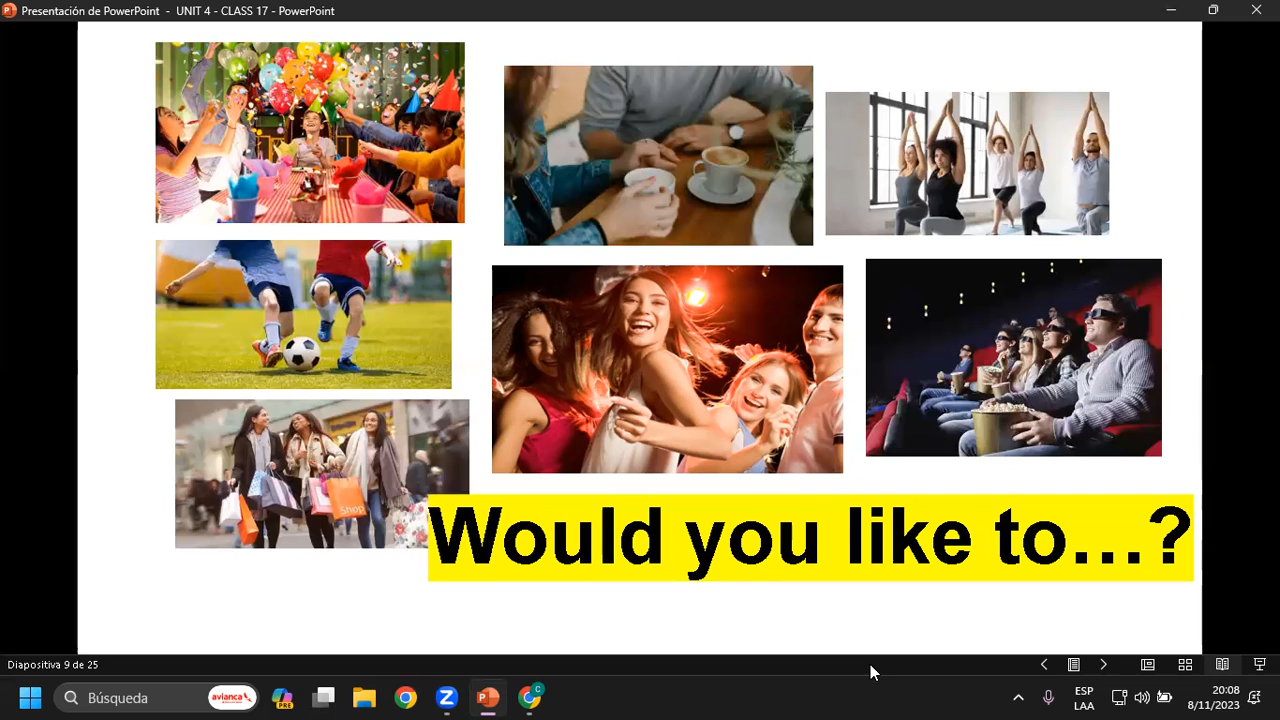 Presentación de PowerPoint - UNIT 4 - CLASS 17 - PowerPoint
Shop
Would you like to...?
Diapositiva 9 de 25
Búsqueda
avianca
PRE
Z
P
C
ESP
LAA
20:08
8/11/2023